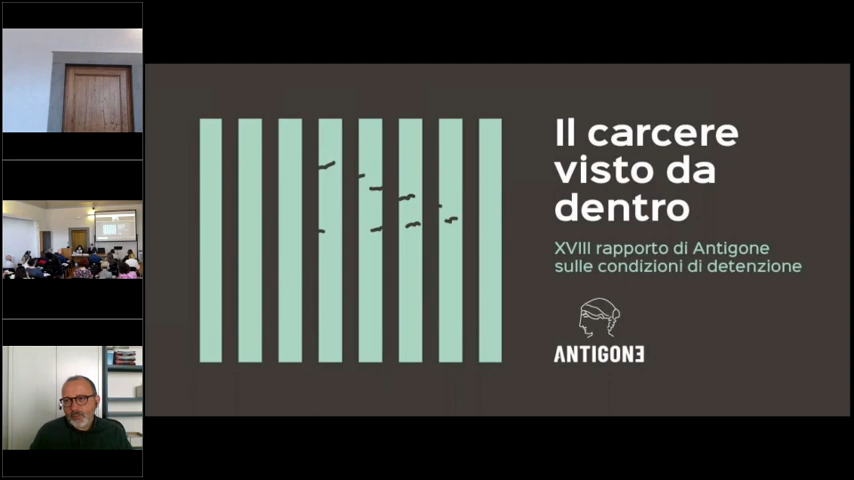 Il carcere
visto da
dentro
XVIII rapporto di Antigone
sulle condizioni di detenzione
ANTIGONE